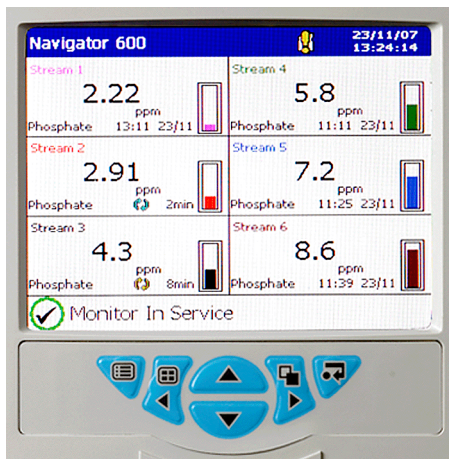 Navigator 600
23/11/07
13:24:14
Stream 1
2.22
ppm
Phosphate 13:11 23/11
Stream 4
5.8
ppm
Phosphate 11:11 23/11
Stream 2
2.91
ppm
Phosphate 2min
Stream 5
7.2
ppm
Phosphate 11:25 23/11
Stream 3
4.3
ppm
Phosphate 8min
Stream 6
8.6
ppm
Phosphate 11:39 23/11
Monitor In Service